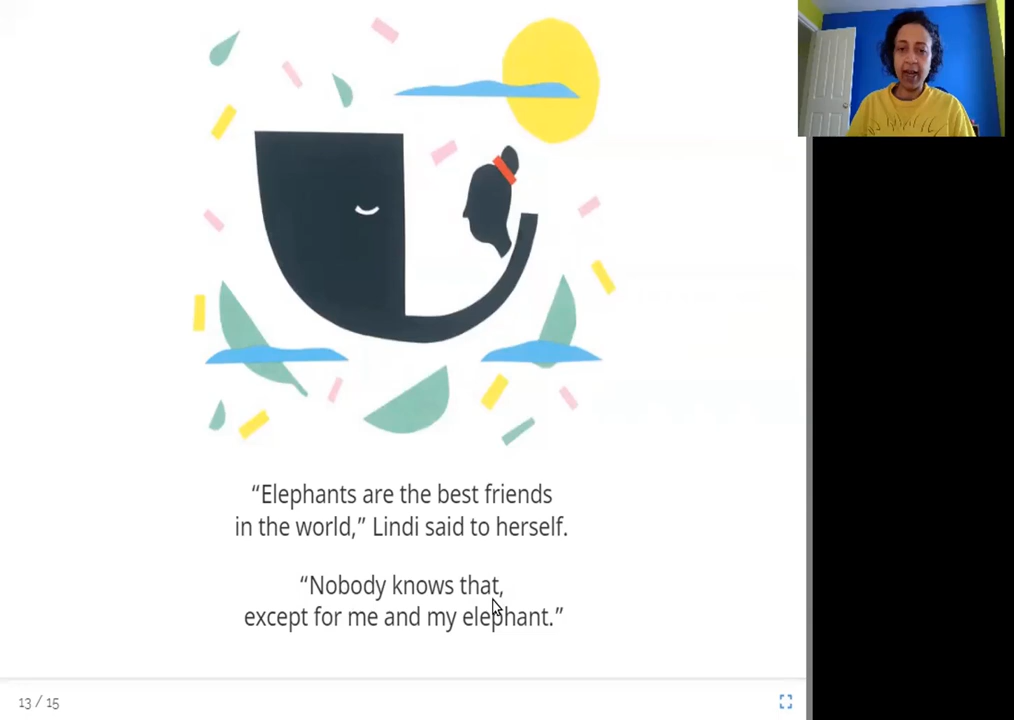 “Elephants are the best friends
in the world,” Lindi said to herself.
“Nobody knows that,
except for me and my elephant.”
13 / 15